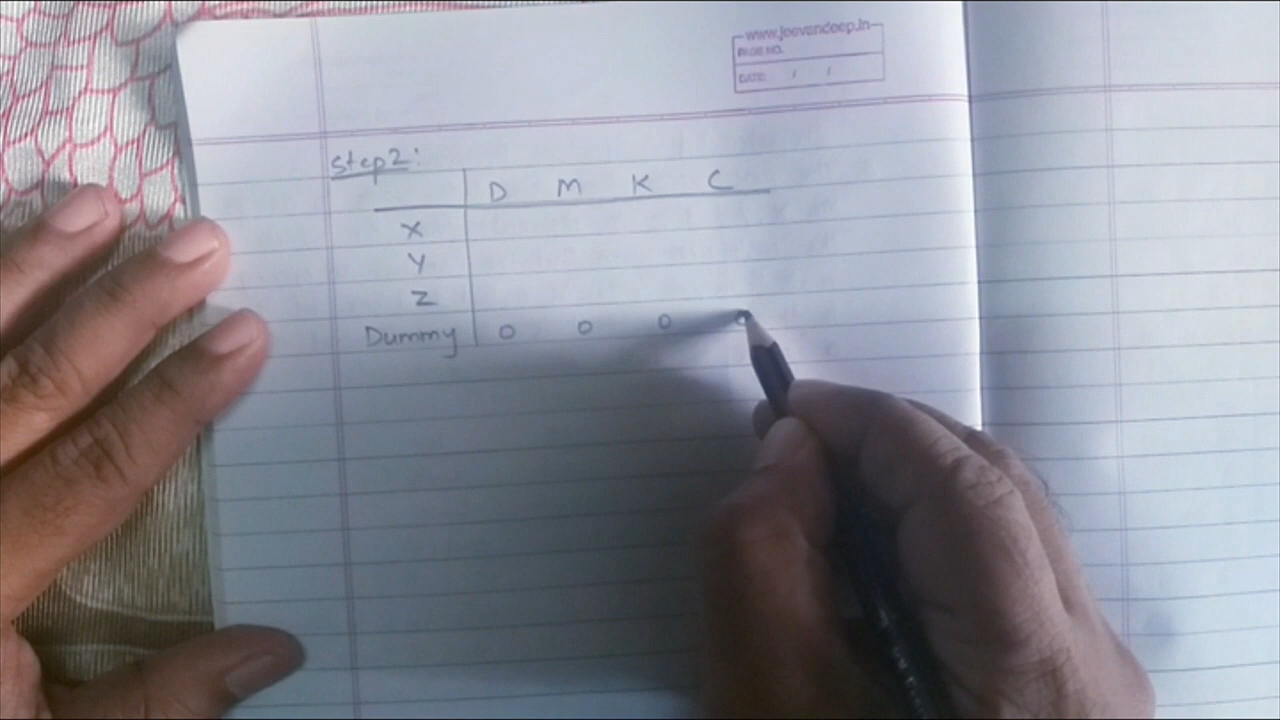 www.jeevandeep.in
PAGE NO.
DATE: / /
Step2:
D M K C
X
Y
Z
Dummy 0 0 0 0